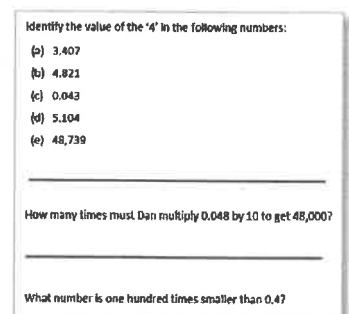 Identify the value of the '4' in the following numbers:
(a) 3.407
(b) 4.821
(c) 0.043
(d) 5.104
(e) 48,739
How many times must Dan multiply 0.048 by 10 to get 48,000?
What number is one hundred times smaller than 0.4?